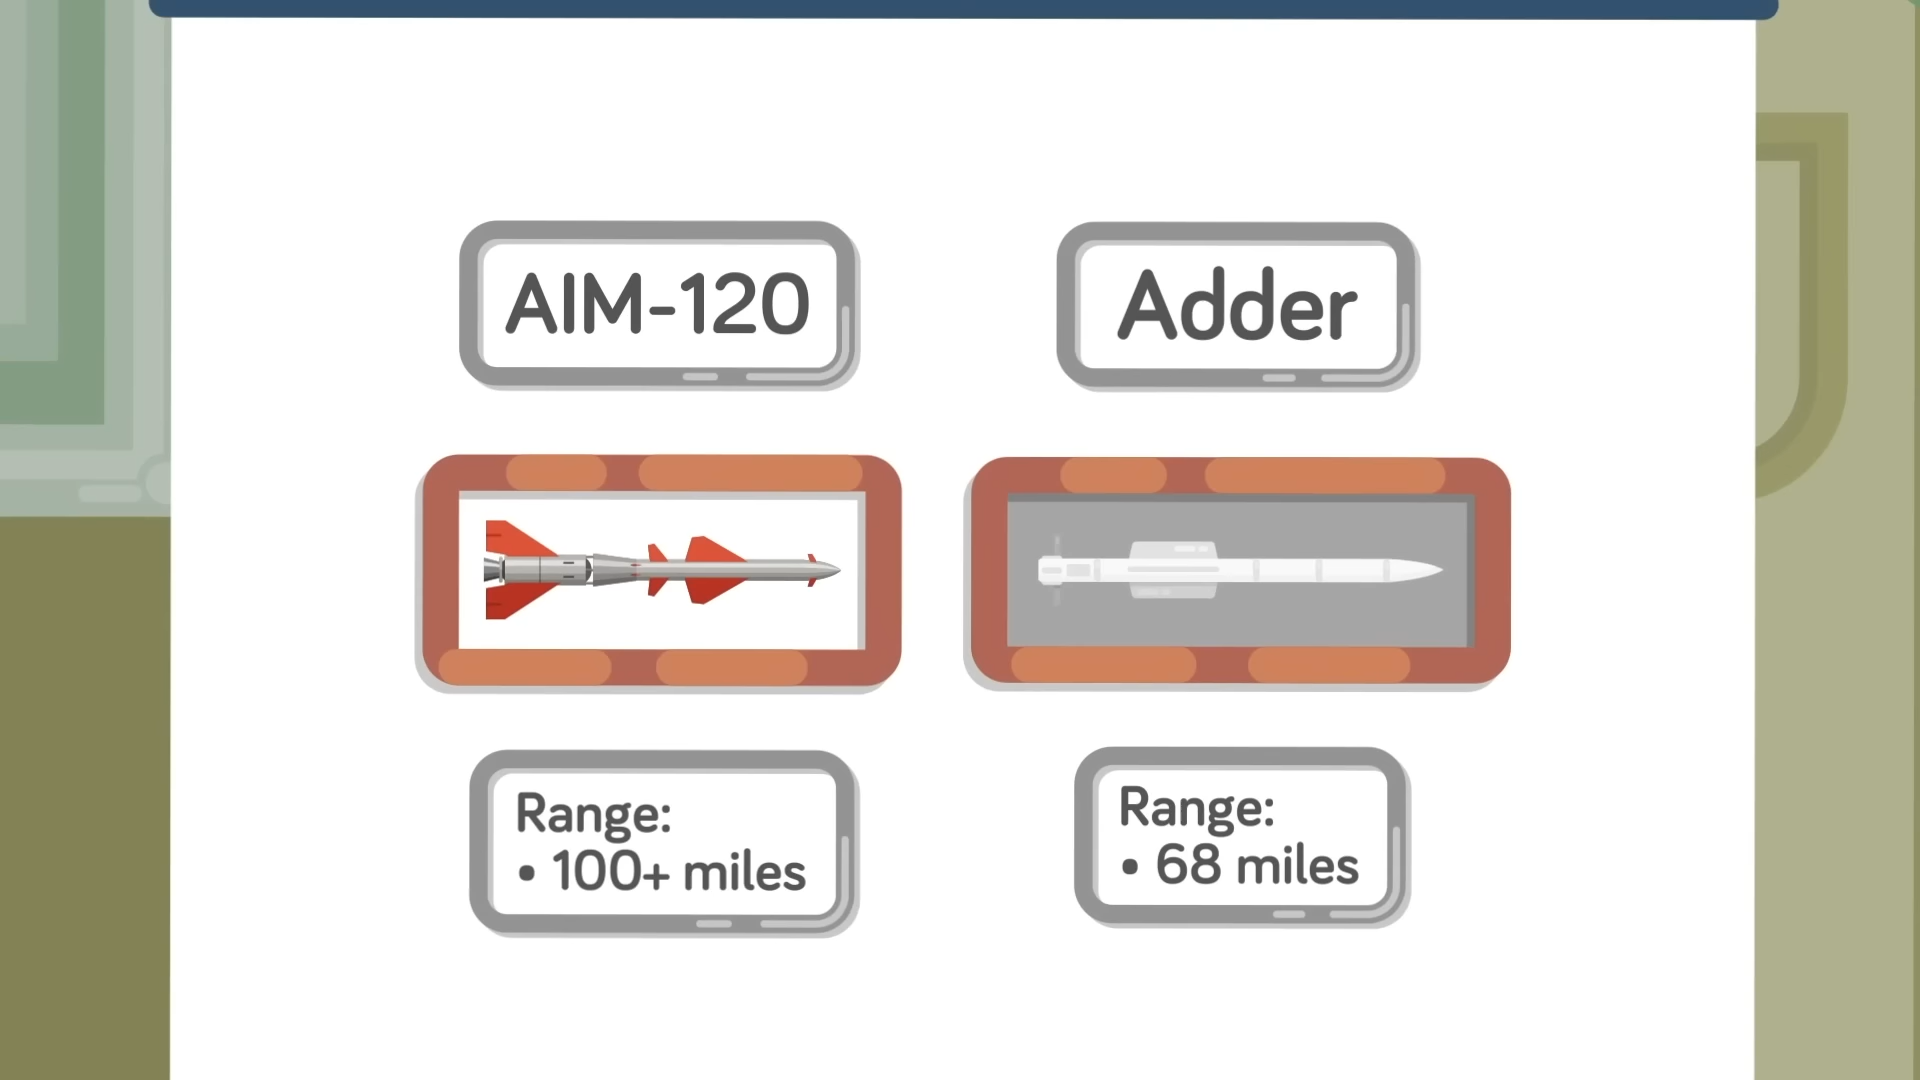 AIM-120
Adder
Range:
• 100+ miles
Range:
• 68 miles